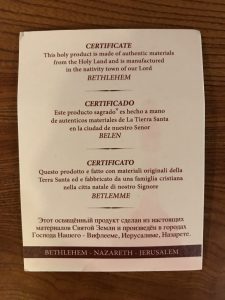 CERTIFICATE
This holy product is made of authentic materials
from the Holy Land and is manufactured
in the nativity town of our Lord
BETHLEHEM
CERTIFICADO
Este producto sagrado" es hecho a mano
de autenticos materiales de La Tierra Santa
en la ciudad de nuestro Senor
BELEN
CERTIFICATO
Questo prodotto e fatto con materiali originali della
Terra Santa ed e fabbricato da una famiglia cristiana
nella citta natale di nostro Signore
BETLEMME
Этот освящённый продукт сделан из настоящих
материалов Святой Земли и произведён в городах
Господа Нашего - Вифлееме, Иерусалиме, Назарете.
BETHLEHEM - NAZARETH - JERUSALEM